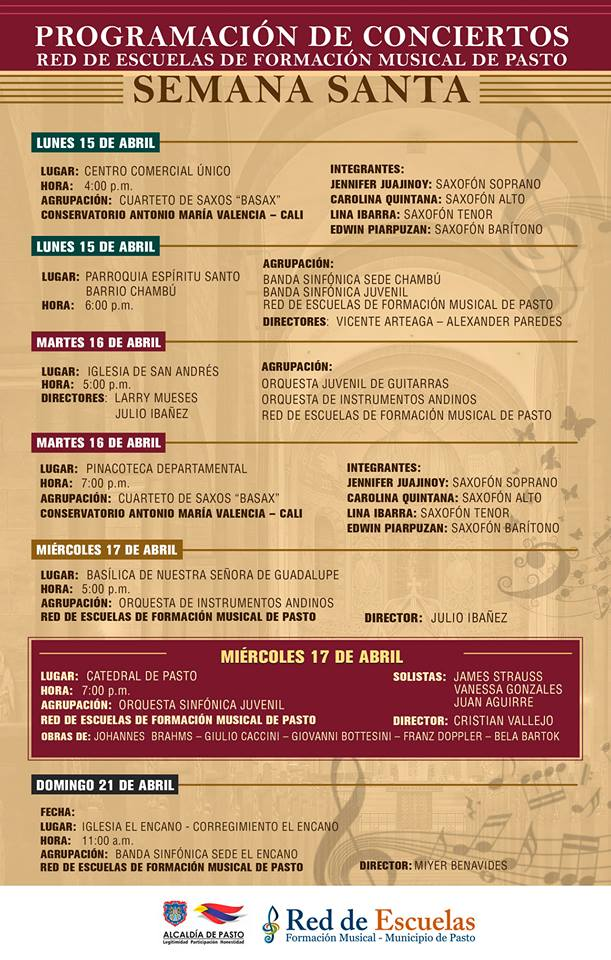 PROGRAMACIÓN DE CONCIERTOS
RED DE ESCUELAS DE FORMACIÓN MUSICAL DE PASTO
SEMANA SANTA
LUNES 15 DE ABRIL
LUGAR: CENTRO COMERCIAL ÚNICO
HORA: 4:00 p.m.
AGRUPACIÓN: CUARTETO DE SAXOS “BASAX”
CONSERVATORIO ANTONIO MARÍA VALENCIA – CALI
INTEGRANTES:
JENNIFER JUAJINOY: SAXOFÓN SOPRANO
CAROLINA QUINTANA: SAXOFÓN ALTO
LINA IBARRA: SAXOFÓN TENOR
EDWIN PIARPUZAN: SAXOFÓN BARÍTONO
LUNES 15 DE ABRIL
LUGAR: PARROQUIA ESPÍRITU SANTO
BARRIO CHAMBÚ
HORA: 6:00 p.m.
AGRUPACIÓN:
BANDA SINFÓNICA SEDE CHAMBÚ
BANDA SINFÓNICA JUVENIL
RED DE ESCUELAS DE FORMACIÓN MUSICAL DE PASTO
DIRECTORES: VICENTE ARTEAGA – ALEXANDER PAREDES
MARTES 16 DE ABRIL
LUGAR: IGLESIA DE SAN ANDRÉS
HORA: 5:00 p.m.
DIRECTORES: LARRY MUESES
JULIO IBAÑEZ
AGRUPACIÓN:
ORQUESTA JUVENIL DE GUITARRAS
ORQUESTA DE INSTRUMENTOS ANDINOS
RED DE ESCUELAS DE FORMACIÓN MUSICAL DE PASTO
MARTES 16 DE ABRIL
LUGAR: PINACOTECA DEPARTAMENTAL
HORA: 7:00 p.m.
AGRUPACIÓN: CUARTETO DE SAXOS “BASAX”
CONSERVATORIO ANTONIO MARÍA VALENCIA – CALI
INTEGRANTES:
JENNIFER JUAJINOY: SAXOFÓN SOPRANO
CAROLINA QUINTANA: SAXOFÓN ALTO
LINA IBARRA: SAXOFÓN TENOR
EDWIN PIARPUZAN: SAXOFÓN BARÍTONO
MIÉRCOLES 17 DE ABRIL
LUGAR: BASÍLICA DE NUESTRA SEÑORA DE GUADALUPE
HORA: 5:00 p.m.
AGRUPACIÓN: ORQUESTA DE INSTRUMENTOS ANDINOS
RED DE ESCUELAS DE FORMACIÓN MUSICAL DE PASTO
DIRECTOR: JULIO IBAÑEZ
MIÉRCOLES 17 DE ABRIL
LUGAR: CATEDRAL DE PASTO
HORA: 7:00 p.m.
AGRUPACIÓN: ORQUESTA SINFÓNICA JUVENIL
RED DE ESCUELAS DE FORMACIÓN MUSICAL DE PASTO
SOLISTAS: JAMES STRAUSS
VANESSA GONZALES
JUAN AGUIRRE
DIRECTOR: CRISTIAN VALLEJO
OBRAS DE: JOHANNES BRAHMS – GIULIO CACCINI – GIOVANNI BOTTESINI – FRANZ DOPPLER – BELA BARTOK
DOMINGO 21 DE ABRIL
FECHA:
LUGAR: IGLESIA EL ENCANO - CORREGIMIENTO EL ENCANO
HORA: 11:00 a.m.
AGRUPACIÓN: BANDA SINFÓNICA SEDE EL ENCANO
RED DE ESCUELAS DE FORMACIÓN MUSICAL DE PASTO
DIRECTOR: MIYER BENAVIDES
ALCALDÍA DE PASTO
Legitimidad Participación Honestidad
Red de Escuelas
Formación Musical - Municipio de Pasto